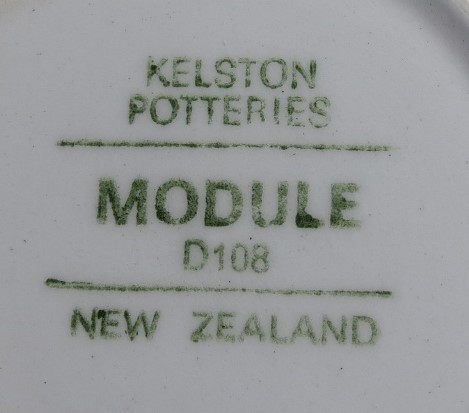 KELSTON
POTTERIES
MODULE
D108
NEW ZEALAND